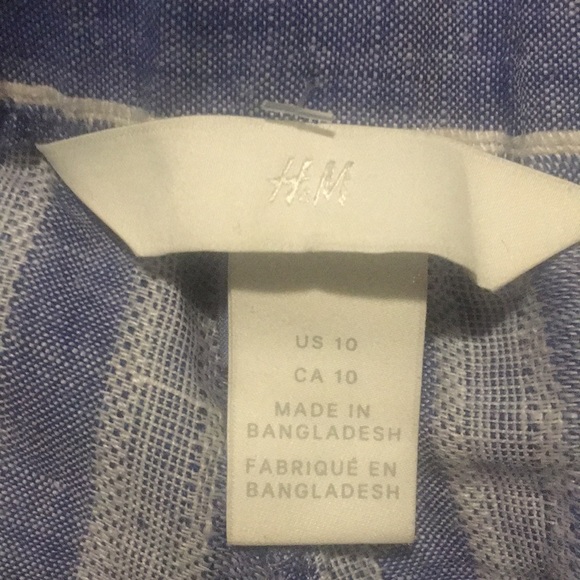 H&M
US 10
CA 10
MADE IN
BANGLADESH
FABRIQUÉ EN
BANGLADESH